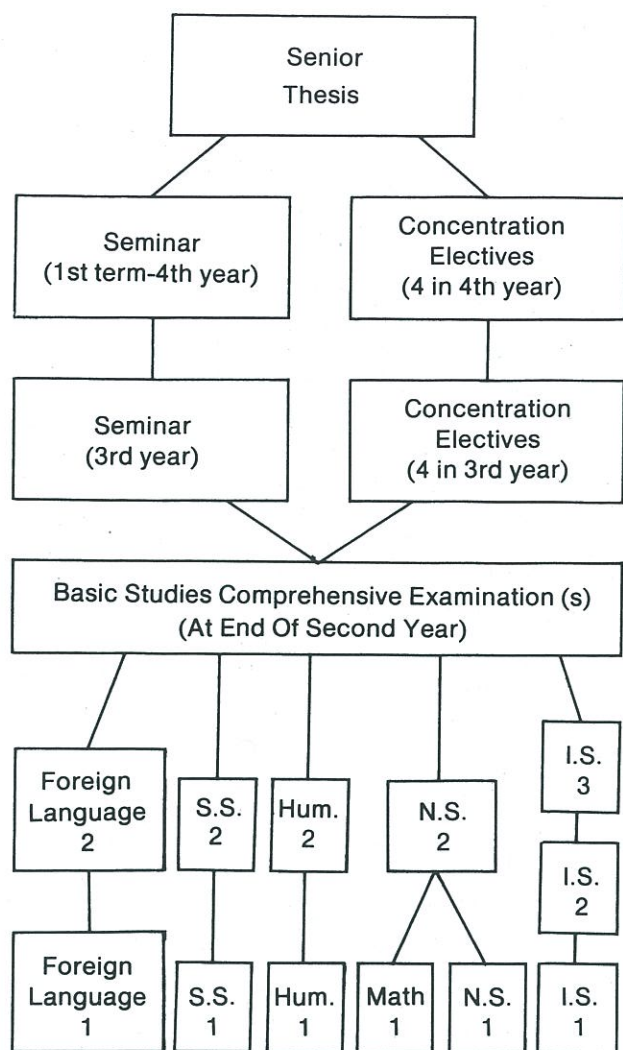 Senior
Thesis
Seminar
(1st term-4th year)
Concentration
Electives
(4 in 4th year)
Seminar
(3rd year)
Concentration
Electives
(4 in 3rd year)
Basic Studies Comprehensive Examination (s)
(At End Of Second Year)
Foreign
Language
2
S.S.
2
Hum.
2
N.S.
2
I.S.
3
I.S.
2
Foreign
Language
1
S.S.
1
Hum.
1
Math
1
N.S.
1
I.S.
1